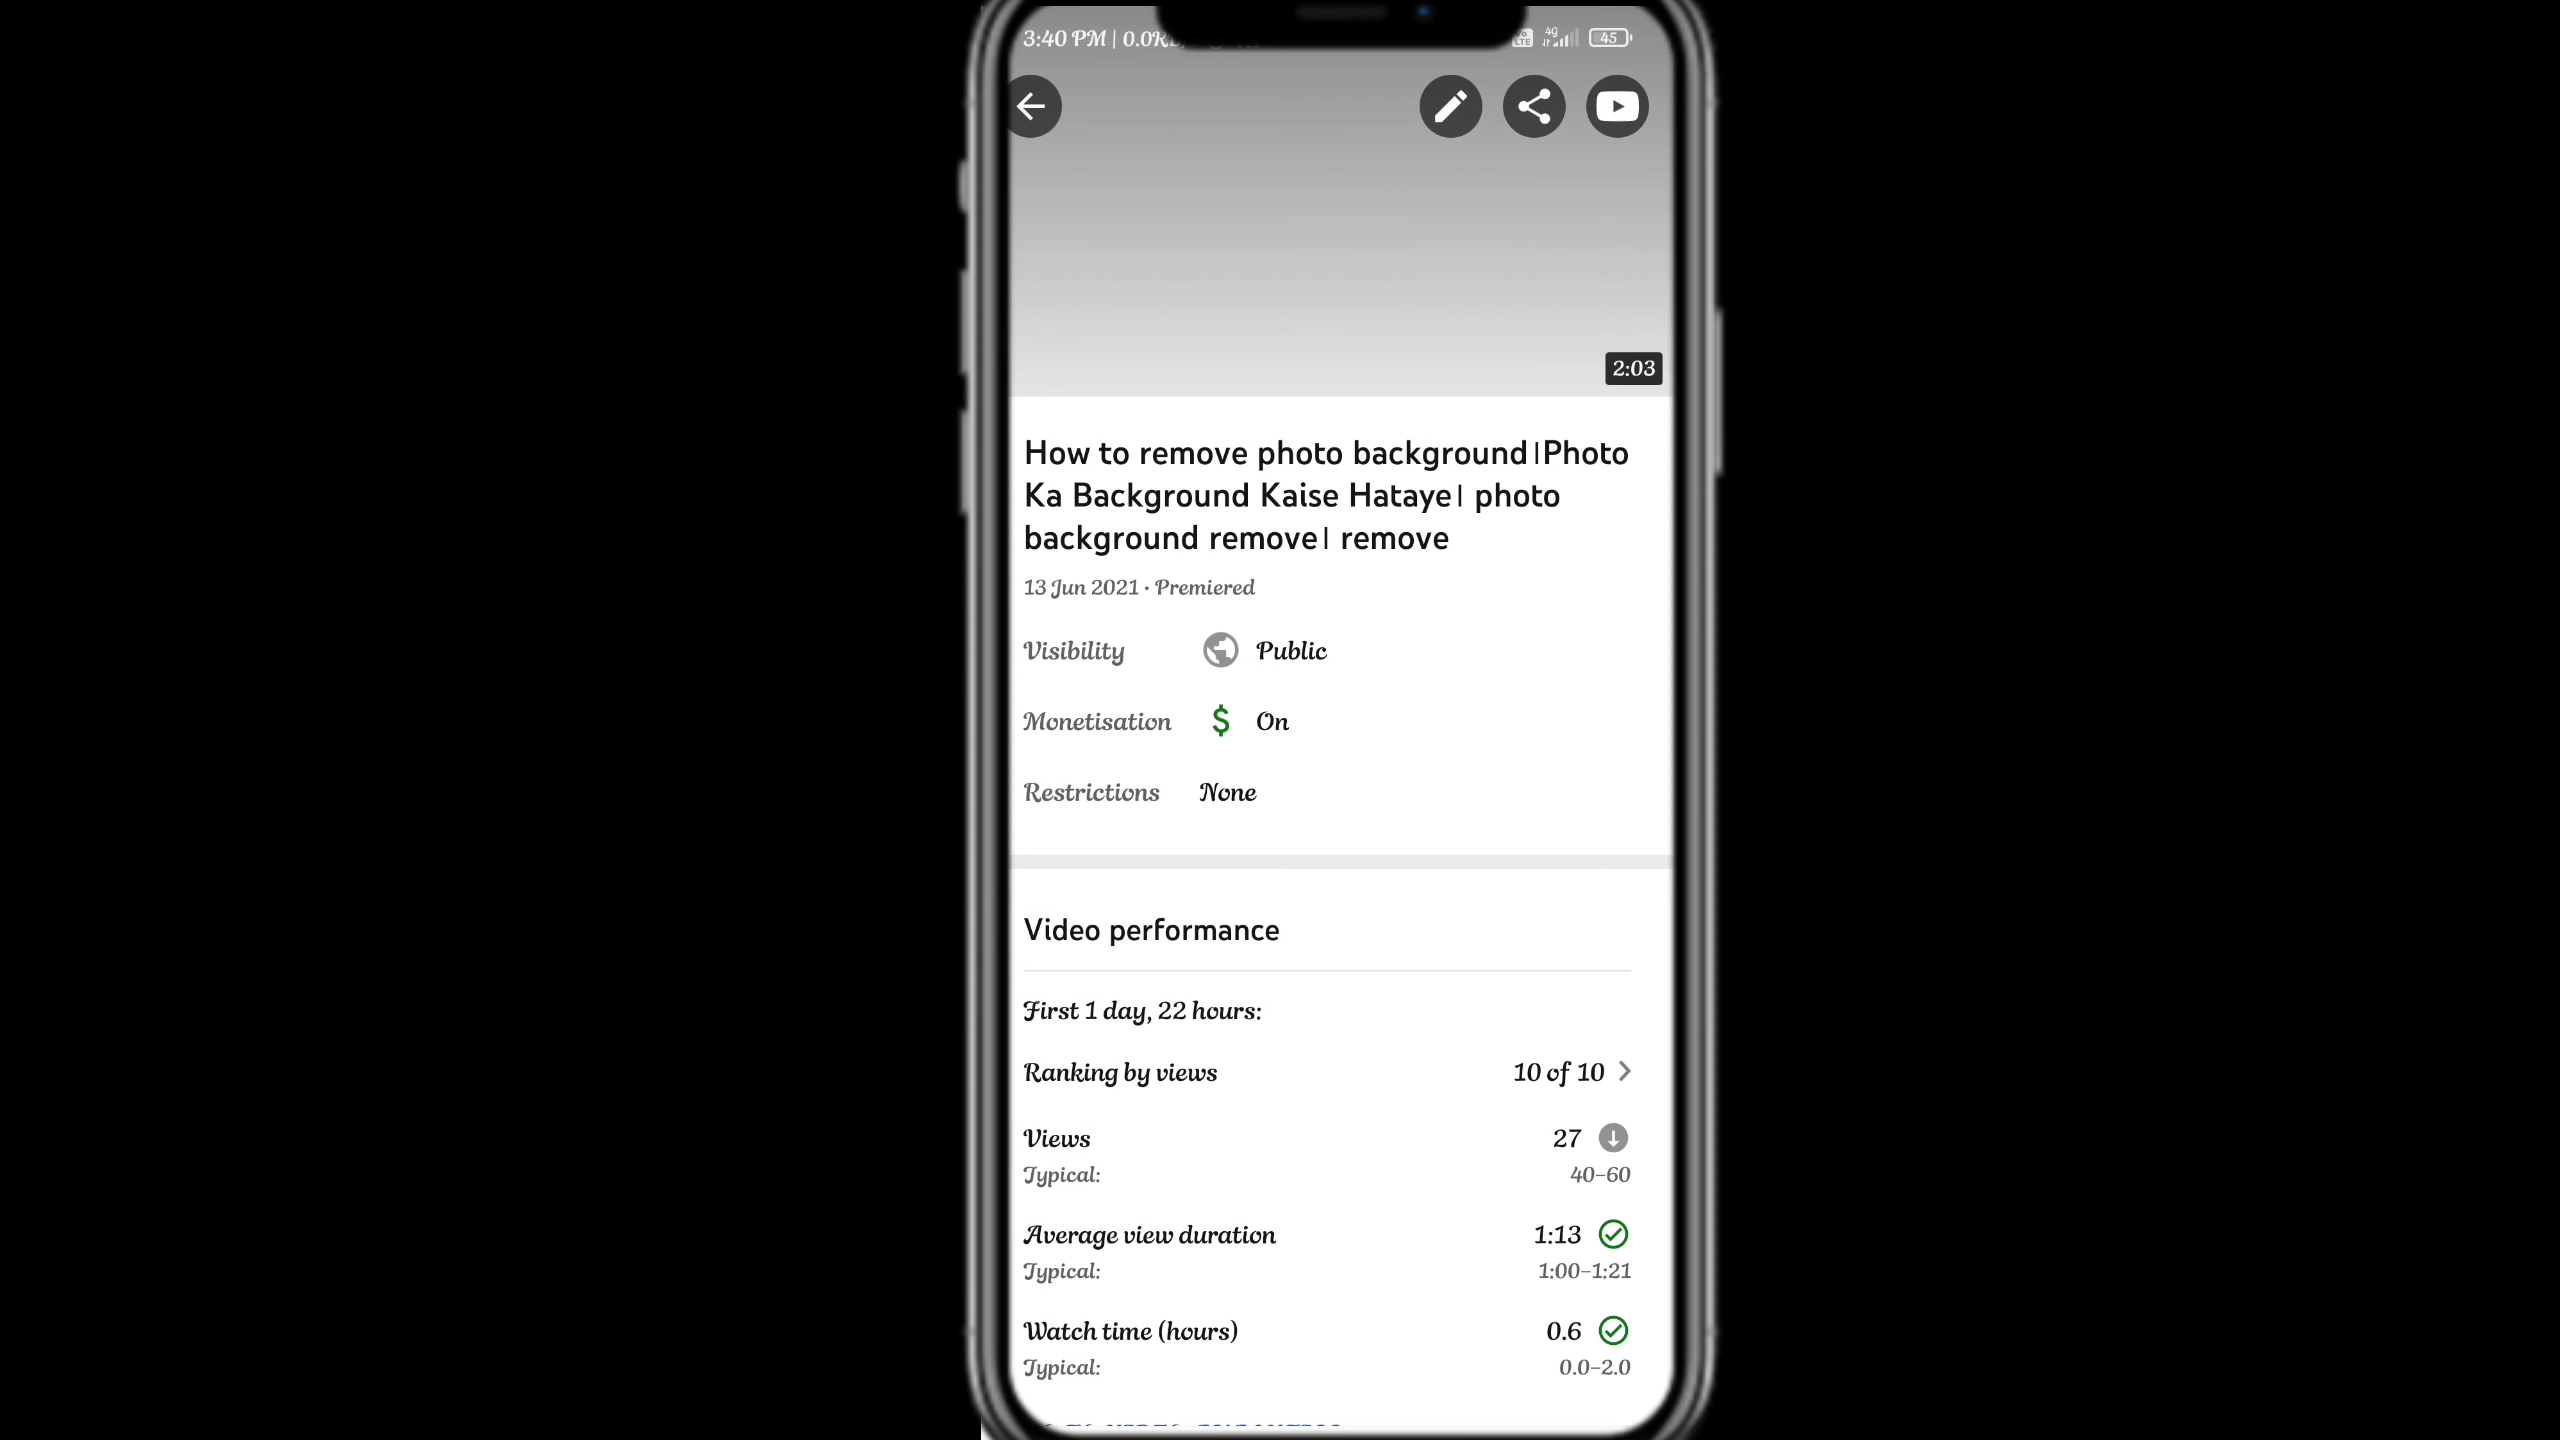 3:40 PM | 0.0K
4G
Vo
LTE
45
2:03
How to remove photo background|Photo
Ka Background Kaise Hataye| photo
background remove| remove
13 Jun 2021 · Premiered
Visibility Public
Monetisation $ On
Restrictions None
Video performance
First 1 day, 22 hours:
Ranking by views 10 of 10
Views 27
Typical: 40–60
Average view duration 1:13
Typical: 1:00–1:21
Watch time (hours) 0.6
Typical: 0.0–2.0